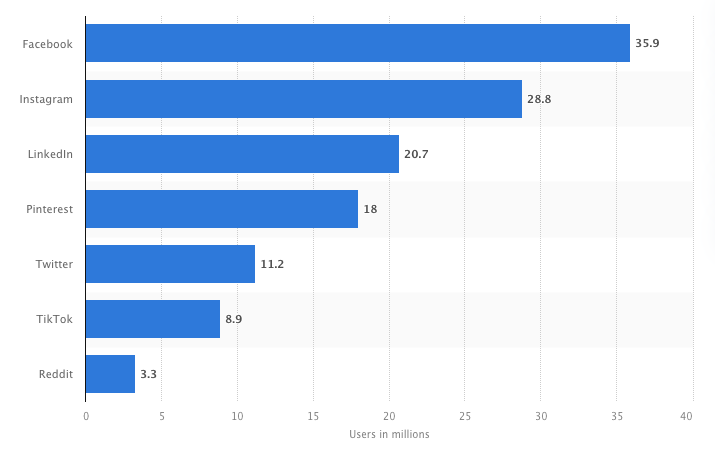 Facebook 35.9
Instagram 28.8
LinkedIn 20.7
Pinterest 18
Twitter 11.2
TikTok 8.9
Reddit 3.3
0 5 10 15 20 25 30 35 40
Users in millions